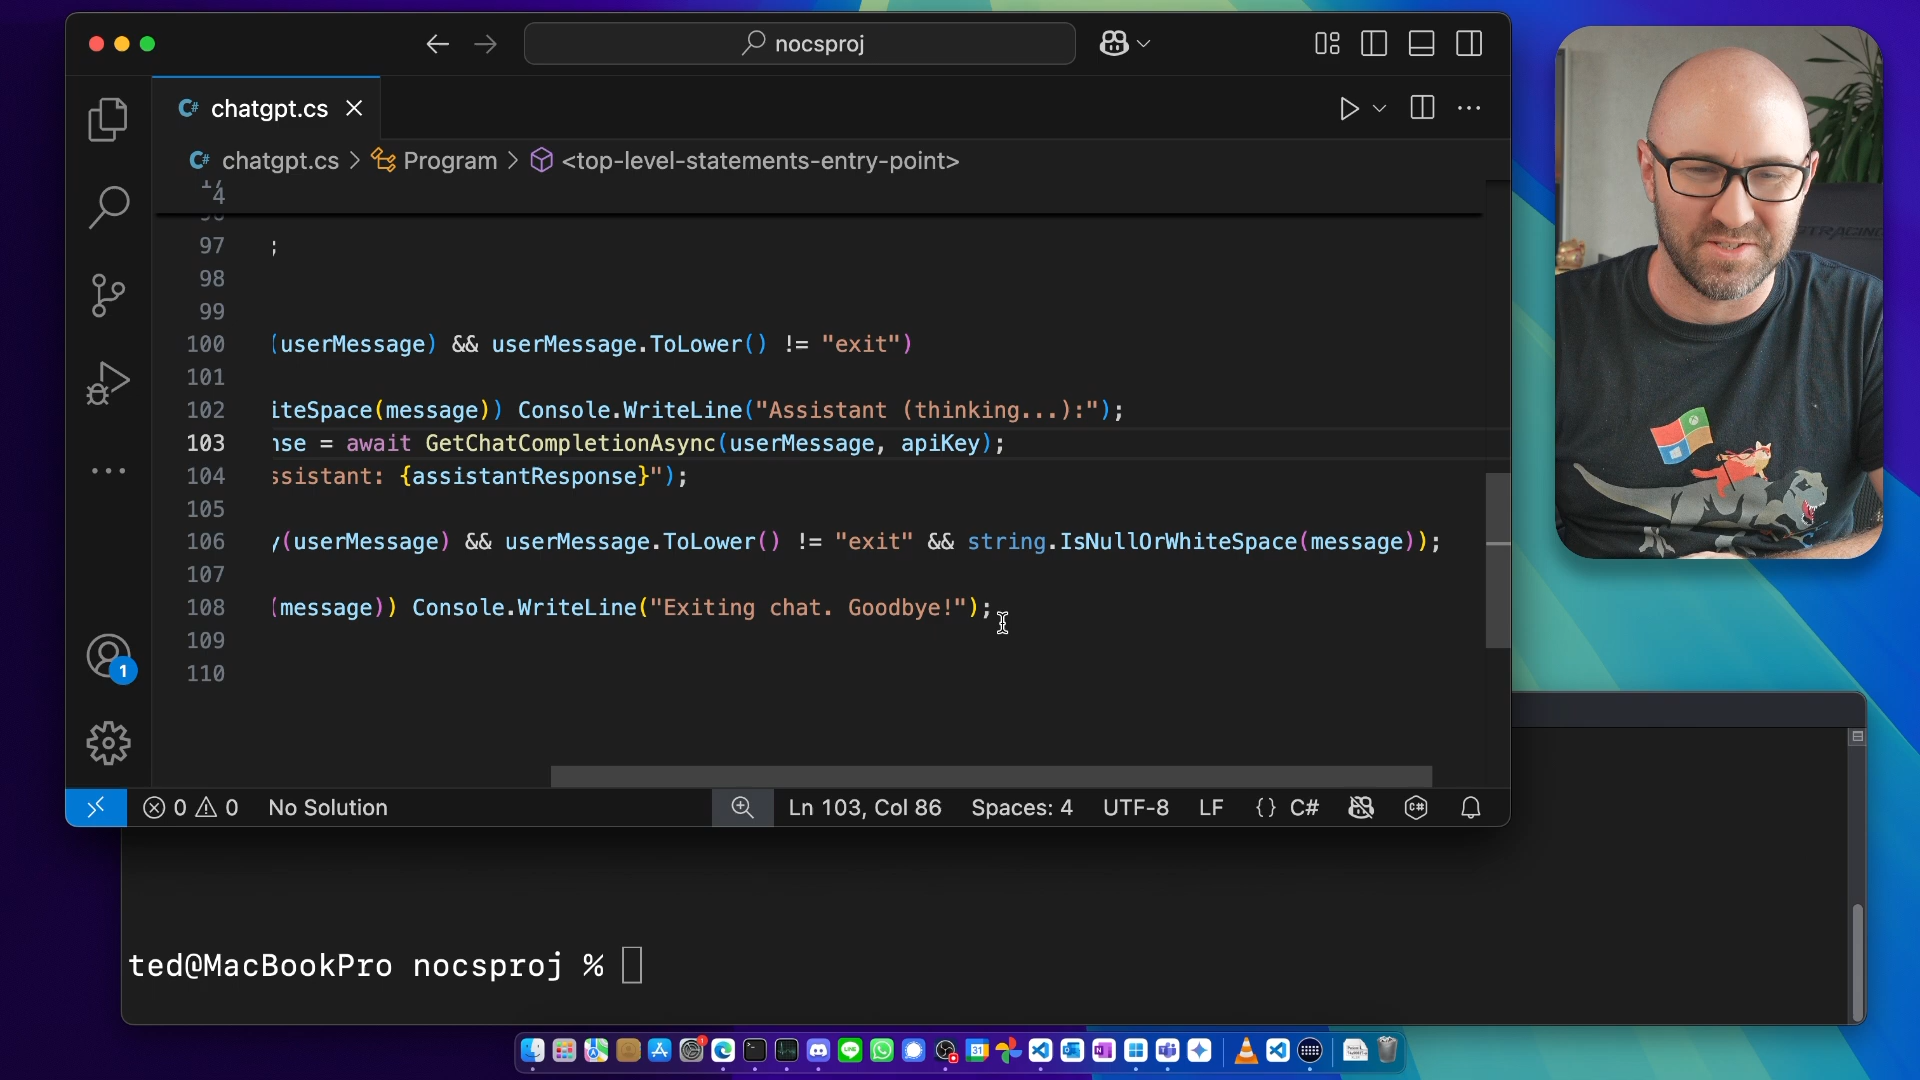 nocsproj
chatgpt.cs
chatgpt.cs > Program > <top-level-statements-entry-point>
4
97 ;
98
99
100 (userMessage) && userMessage.ToLower() != "exit")
101
102 iteSpace(message)) Console.WriteLine("Assistant (thinking...):");
103 nse = await GetChatCompletionAsync(userMessage, apiKey);
104 ssistant: {assistantResponse}");
105
106 y(userMessage) && userMessage.ToLower() != "exit" && string.IsNullOrWhiteSpace(message));
107
108 (message)) Console.WriteLine("Exiting chat. Goodbye!");
109
110
1
0 0 No Solution Ln 103, Col 86 Spaces: 4 UTF-8 LF {} C#
ted@MacBookPro nocsproj %